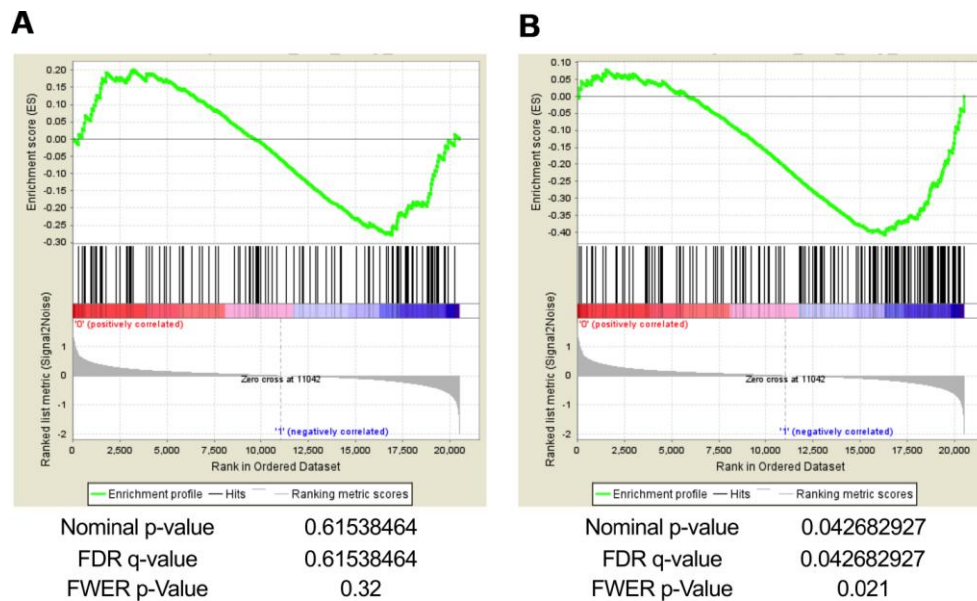 A
Enrichment score (ES)
0.20
0.15
0.10
0.05
0.00
-0.05
-0.10
-0.15
-0.20
-0.25
-0.30
'0' (positively correlated)
Ranked list metric (Signal2Noise)
1
0
-1
-2
Zero cross at 11042
'1' (negatively correlated)
0 2,500 5,000 7,500 10,000 12,500 15,000 17,500 20,000
Rank in Ordered Dataset
Enrichment profile Hits Ranking metric scores
Nominal p-value 0.61538464
FDR q-value 0.61538464
FWER p-Value 0.32
B
Enrichment score (ES)
0.10
0.05
0.00
-0.05
-0.10
-0.15
-0.20
-0.25
-0.30
-0.35
-0.40
'0' (positively correlated)
Ranked list metric (Signal2Noise)
1
0
-1
-2
Zero cross at 11042
'1' (negatively correlated)
0 2,500 5,000 7,500 10,000 12,500 15,000 17,500 20,000
Rank in Ordered Dataset
Enrichment profile Hits Ranking metric scores
Nominal p-value 0.042682927
FDR q-value 0.042682927
FWER p-Value 0.021